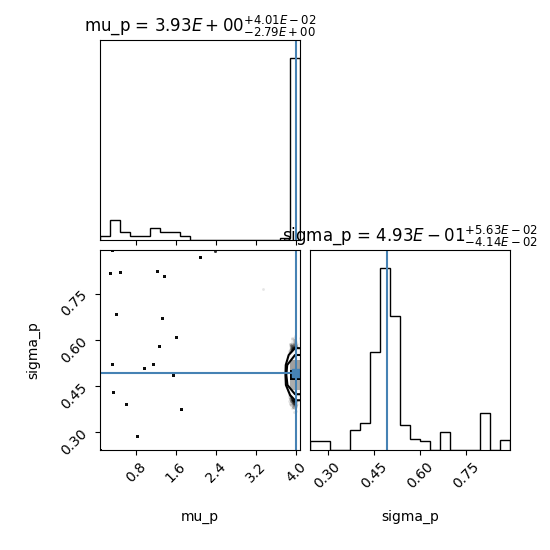 mu_p = 3.93E+00^{+4.01E−02}_{−2.79E+00}
sigma_p = 4.93E−01^{+5.63E−02}_{−4.14E−02}
sigma_p
0.75
0.60
0.45
0.30
0.8 1.6 2.4 3.2 4.0
0.30 0.45 0.60 0.75
mu_p
sigma_p